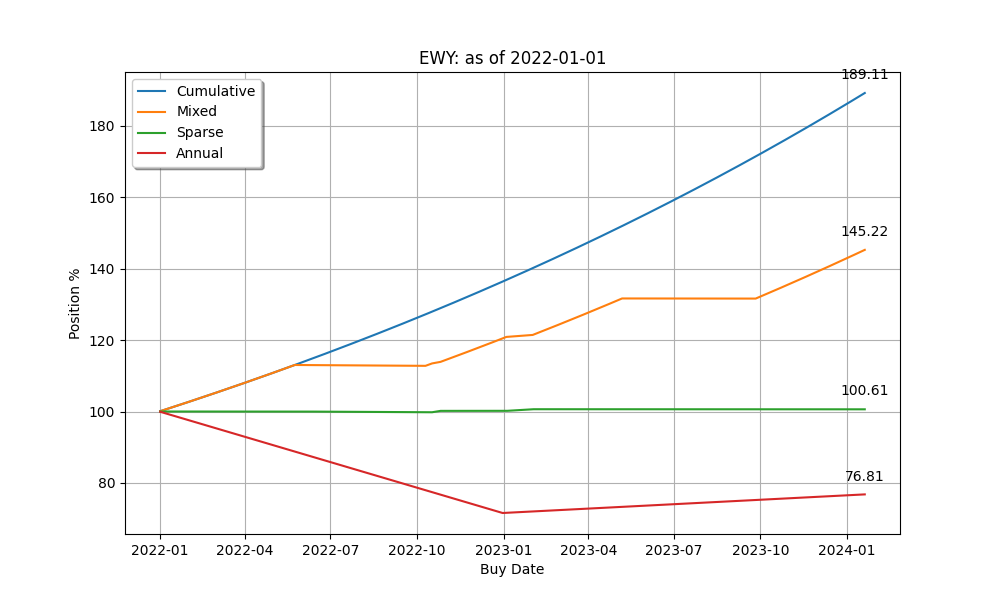 EWY: as of 2022-01-01
189.11
Cumulative
Mixed
Sparse
Annual
180
160
145.22
140
120
100.61
100
80
76.81
Position %
2022-01 2022-04 2022-07 2022-10 2023-01 2023-04 2023-07 2023-10 2024-01
Buy Date